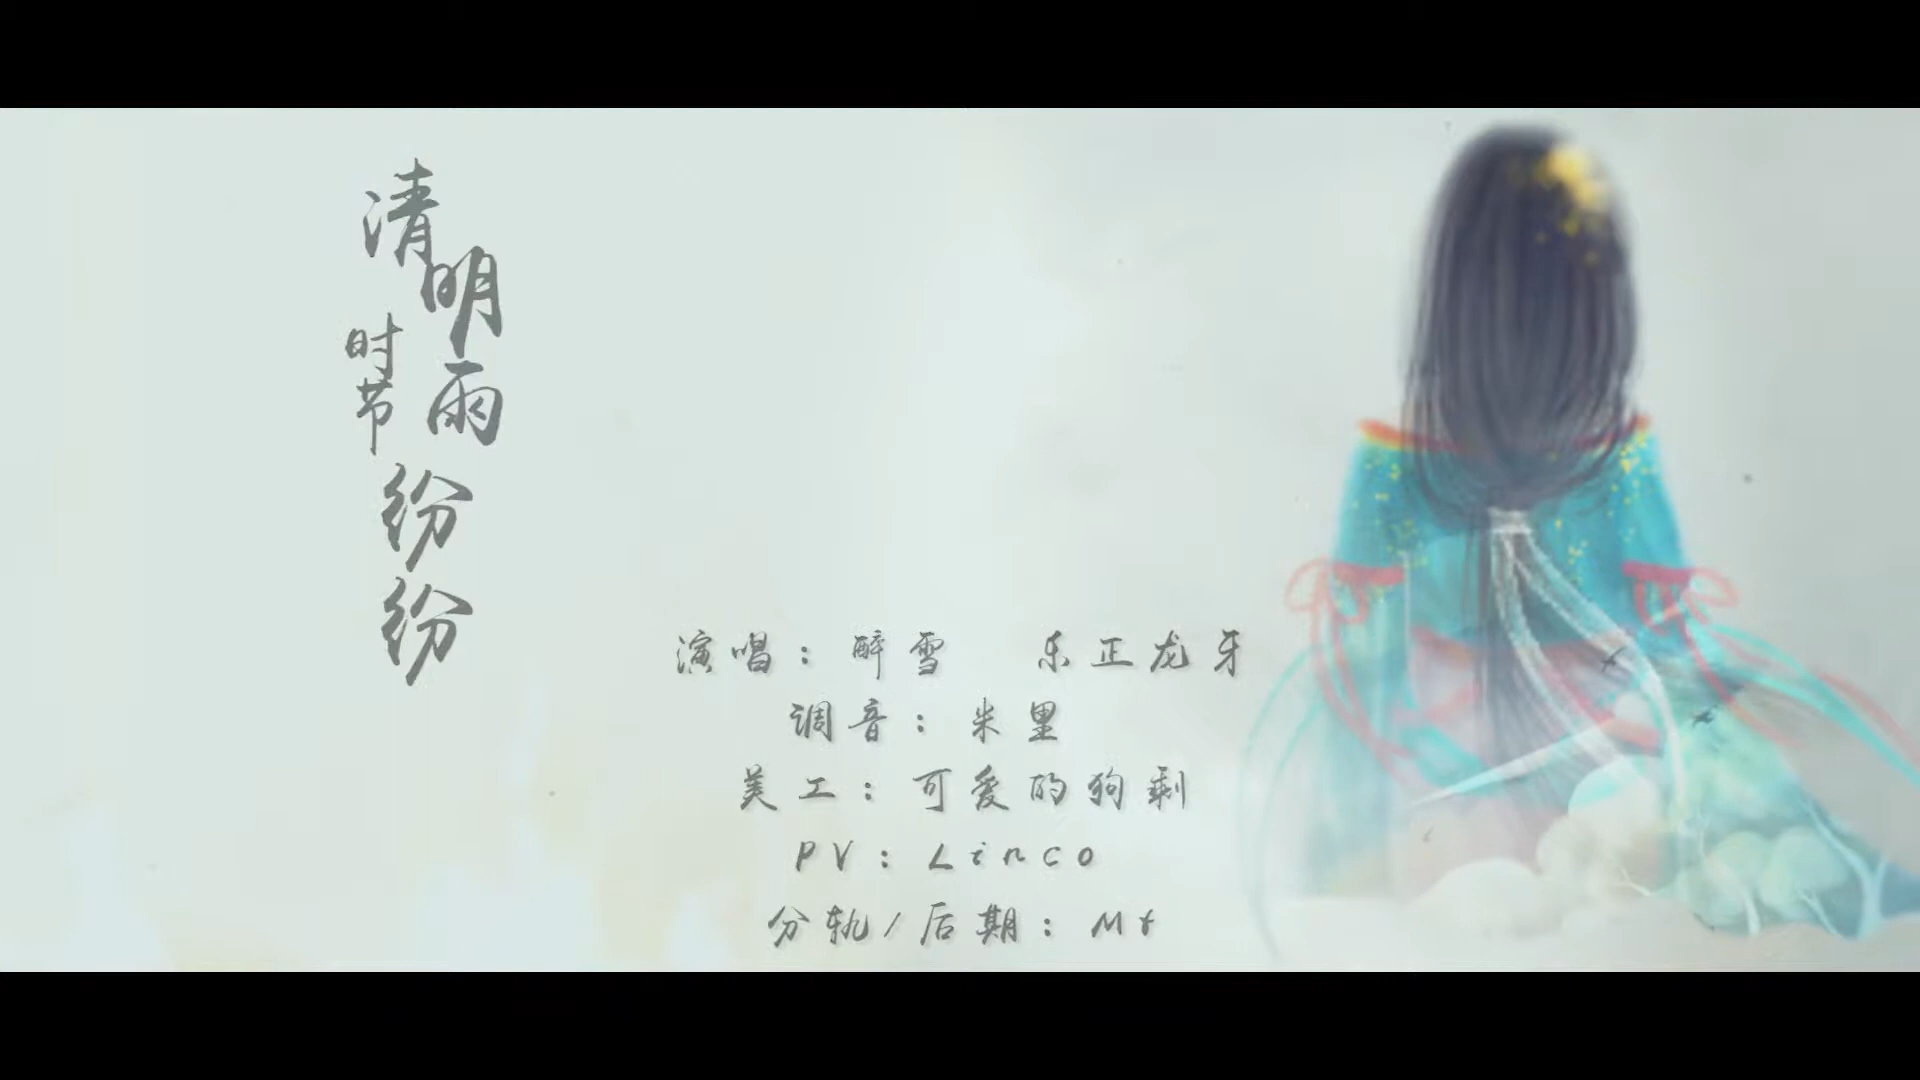 清明
时节
雨
纷
纷
演唱：醉雪 乐正龙牙
调音：米里
美工：可爱的狗剩
PV：Linco
分轨/后期：Mt